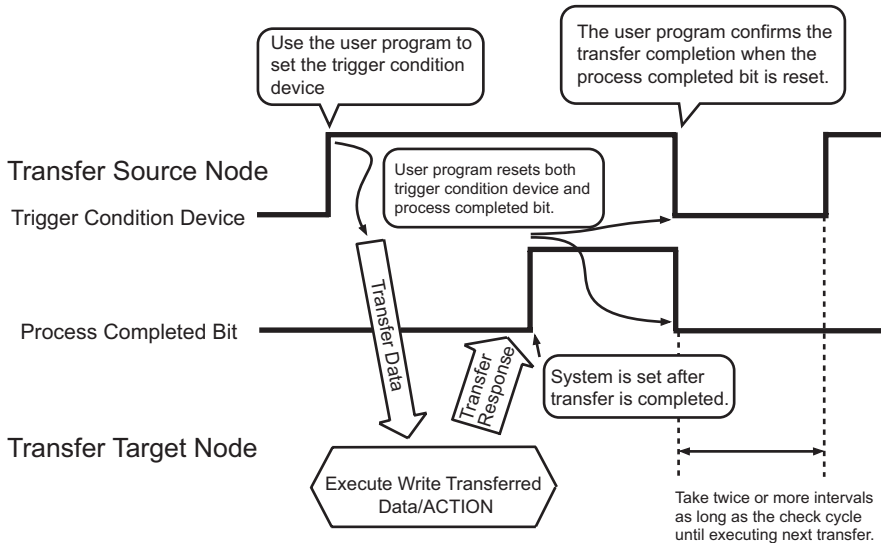 Use the user program to
set the trigger condition
device
The user program confirms the
transfer completion when the
process completed bit is reset.
Transfer Source Node
User program resets both
trigger condition device and
process completed bit.
Trigger Condition Device
Transfer Data
Process Completed Bit
Transfer
Response
System is set after
transfer is completed.
Transfer Target Node
Execute Write Transferred
Data/ACTION
Take twice or more intervals
as long as the check cycle
until executing next transfer.